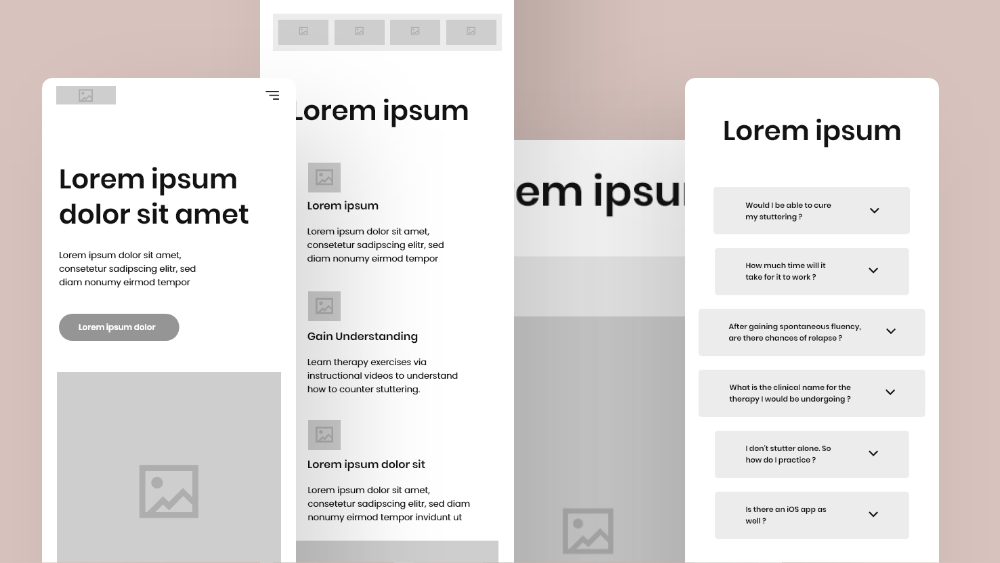 Lorem ipsum
dolor sit amet
Lorem ipsum dolor sit amet,
consetetur sadipscing elitr, sed
diam nonumy eirmod tempor
Lorem ipsum dolor
Lorem ipsum
Lorem ipsum
Lorem ipsum dolor sit amet,
consetetur sadipscing elitr, sed
diam nonumy eirmod tempor
Gain Understanding
Learn therapy exercises via
instructional videos to understand
how to counter stuttering.
Lorem ipsum dolor sit
Lorem ipsum dolor sit amet,
consetetur sadipscing elitr, sed diam
nonumy eirmod tempor invidunt ut
em ipsu
Lorem ipsum
Would I be able to cure
my stuttering ?
How much time will it
take for it to work ?
After gaining spontaneous fluency,
are there chances of relapse ?
What is the clinical name for the
therapy I would be undergoing ?
I don't stutter alone. So
how do I practice ?
Is there an iOS app as
well ?